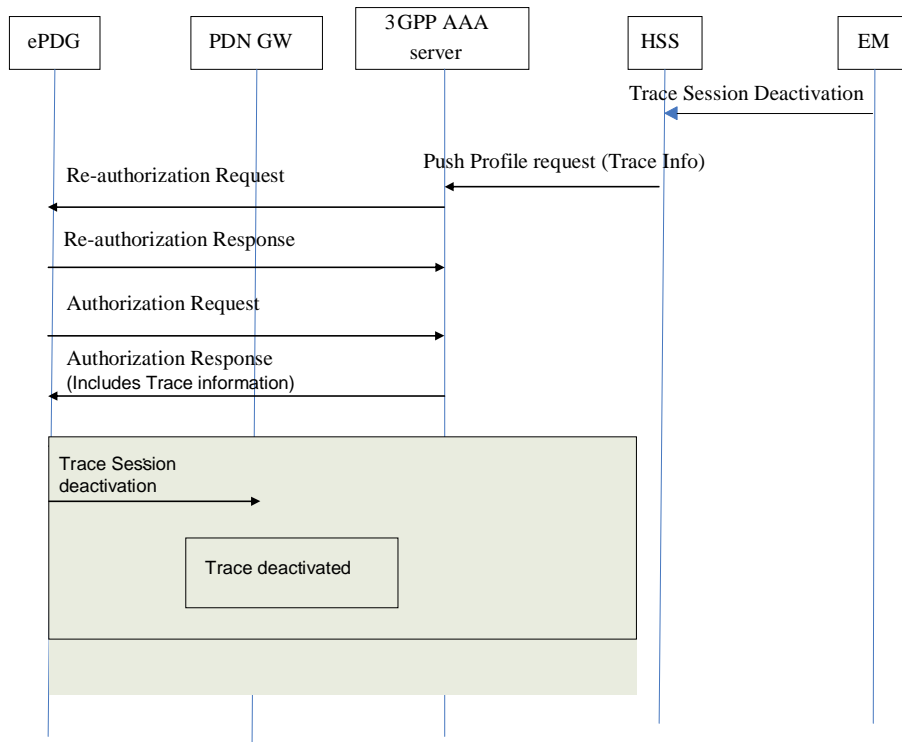 ePDG
PDN GW
3GPP AAA
server
HSS
EM
Trace Session Deactivation
Push Profile request (Trace Info)
Re-authorization Request
Re-authorization Response
Authorization Request
Authorization Response
(Includes Trace information)
Trace Session
deactivation
Trace deactivated